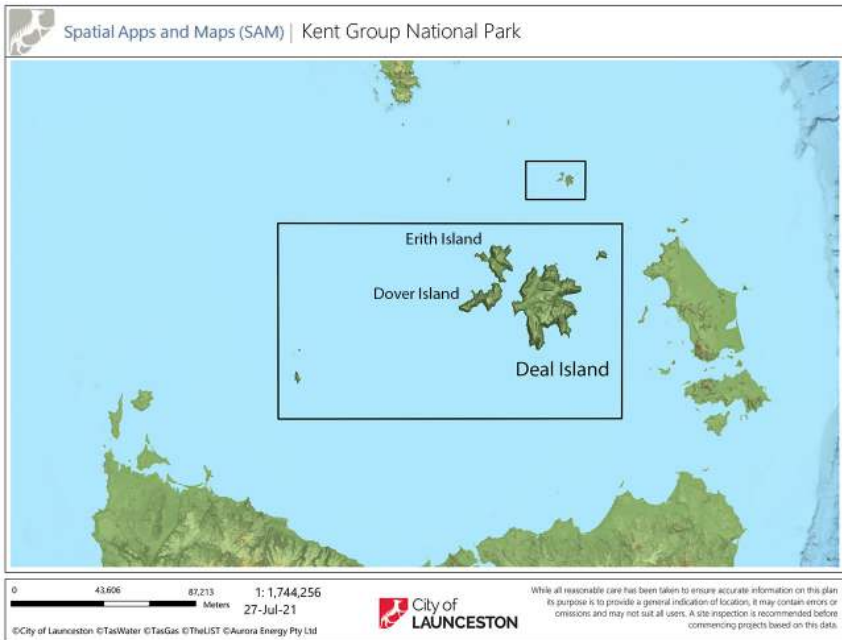 Spatial Apps and Maps (SAM) | Kent Group National Park
Erith Island
Dover Island
Deal Island
0 43,606 87,213
Meters
1: 1,744,256
27-Jul-21
©City of Launceston ©TasWater ©TasGas ©TheLIST ©Aurora Energy Pty Ltd
City of
LAUNCESTON
While all reasonable care has been taken to ensure accurate information on this plan
its purpose is to provide a general indication of location, it may contain errors or
omissions and may not suit all users. A site inspection is recommended before
commencing projects based on this data.